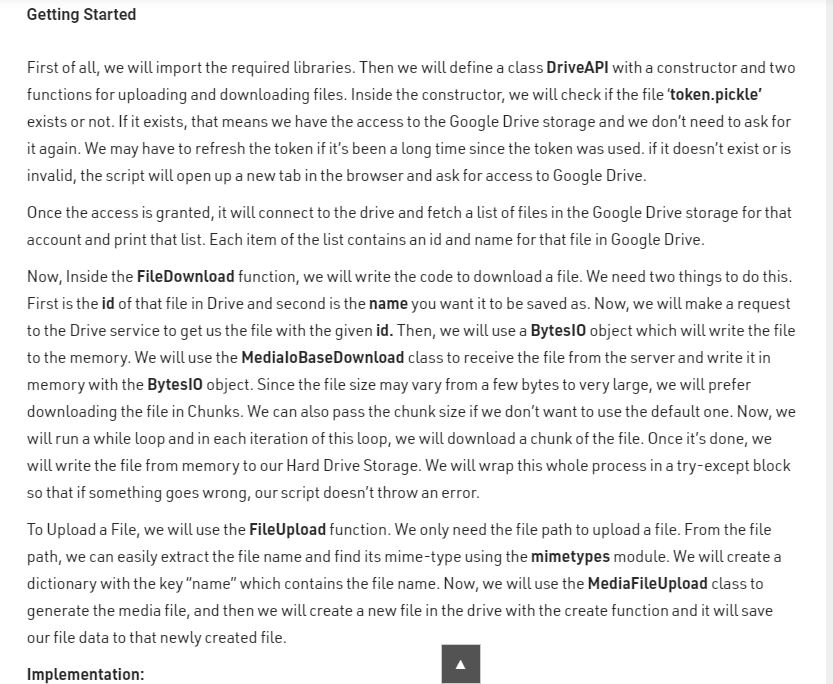 Getting Started
First of all, we will import the required libraries. Then we will define a class DriveAPI with a constructor and two
functions for uploading and downloading files. Inside the constructor, we will check if the file ‘token.pickle’
exists or not. If it exists, that means we have the access to the Google Drive storage and we don’t need to ask for
it again. We may have to refresh the token if it’s been a long time since the token was used. if it doesn’t exist or is
invalid, the script will open up a new tab in the browser and ask for access to Google Drive.
Once the access is granted, it will connect to the drive and fetch a list of files in the Google Drive storage for that
account and print that list. Each item of the list contains an id and name for that file in Google Drive.
Now, Inside the FileDownload function, we will write the code to download a file. We need two things to do this.
First is the id of that file in Drive and second is the name you want it to be saved as. Now, we will make a request
to the Drive service to get us the file with the given id. Then, we will use a BytesIO object which will write the file
to the memory. We will use the MediaIoBaseDownload class to receive the file from the server and write it in
memory with the BytesIO object. Since the file size may vary from a few bytes to very large, we will prefer
downloading the file in Chunks. We can also pass the chunk size if we don’t want to use the default one. Now, we
will run a while loop and in each iteration of this loop, we will download a chunk of the file. Once it’s done, we
will write the file from memory to our Hard Drive Storage. We will wrap this whole process in a try-except block
so that if something goes wrong, our script doesn’t throw an error.
To Upload a File, we will use the FileUpload function. We only need the file path to upload a file. From the file
path, we can easily extract the file name and find its mime-type using the mimetypes module. We will create a
dictionary with the key “name” which contains the file name. Now, we will use the MediaFileUpload class to
generate the media file, and then we will create a new file in the drive with the create function and it will save
our file data to that newly created file.
Implementation: